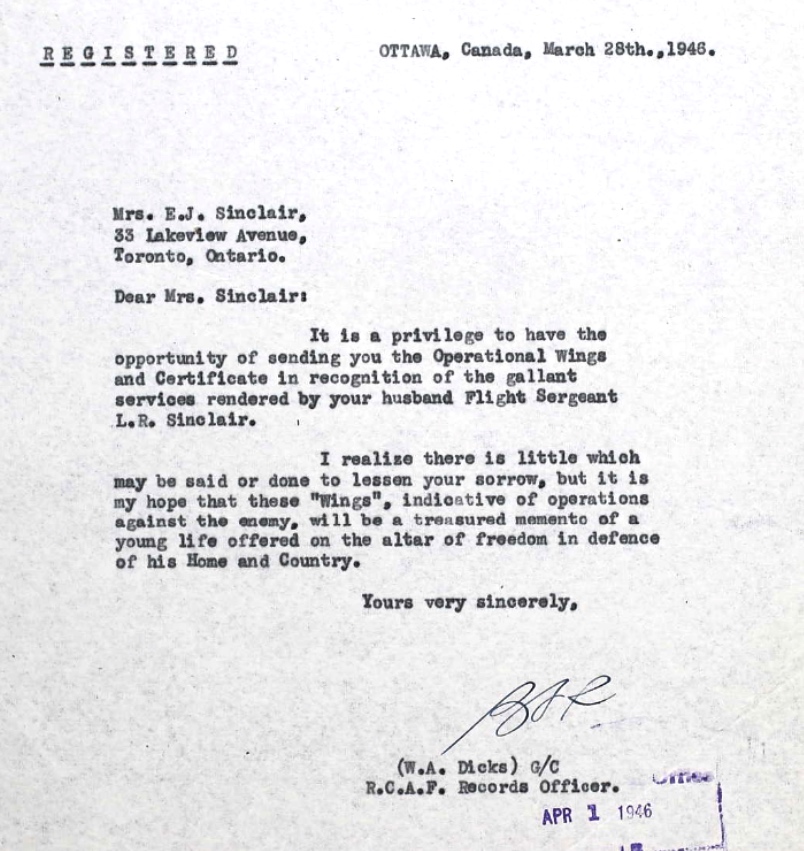 REGISTERED
OTTAWA, Canada, March 28th.,1946.
Mrs. E.J. Sinclair,
33 Lakeview Avenue,
Toronto, Ontario.
Dear Mrs. Sinclair:
It is a privilege to have the
opportunity of sending you the Operational Wings
and Certificate in recognition of the gallant
services rendered by your husband Flight Sergeant
L.R. Sinclair.
I realize there is little which
may be said or done to lessen your sorrow, but it is
my hope that these "Wings", indicative of operations
against the enemy, will be a treasured memento of a
young life offered on the altar of freedom in defence
of his Home and Country.
Yours very sincerely,
(W.A. Dicks) G/C
R.C.A.F. Records Officer.
Office
APR 1 1946